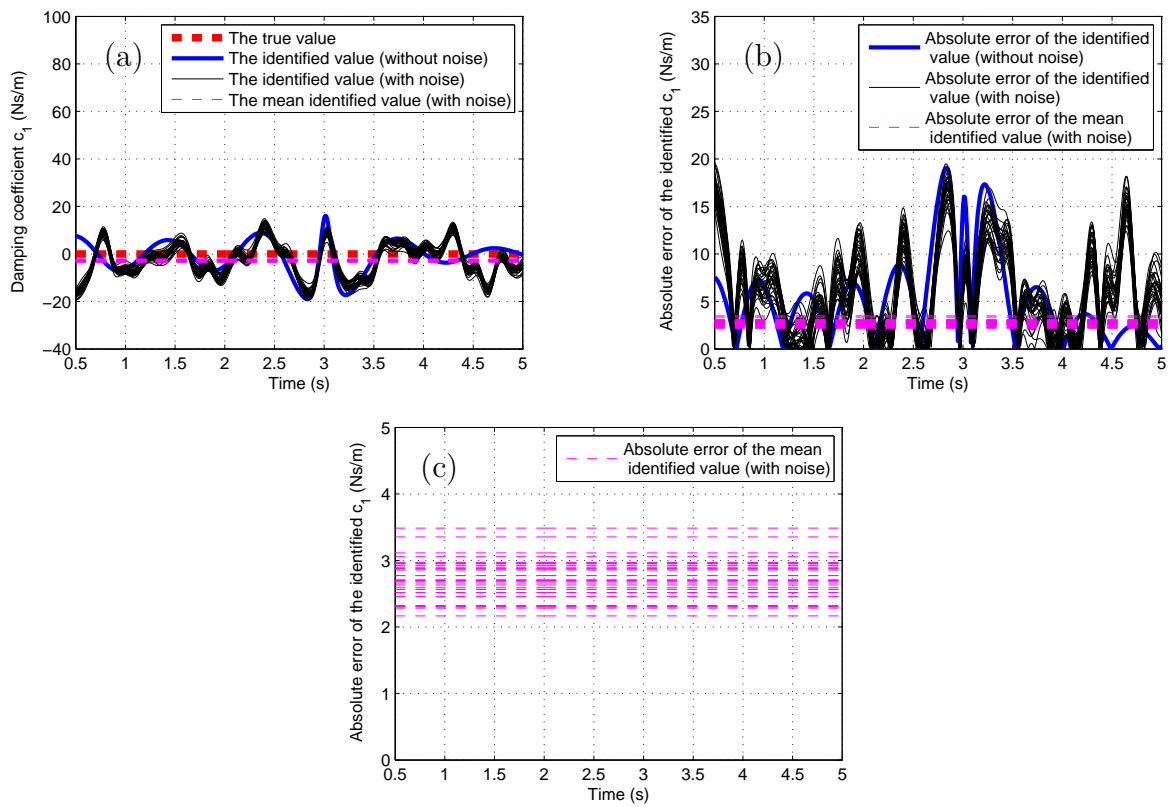 (a)
The true value
The identified value (without noise)
The identified value (with noise)
The mean identified value (with noise)
Damping coefficient c1 (Ns/m)
100
80
60
40
20
0
−20
−40
0.5 1 1.5 2 2.5 3 3.5 4 4.5 5
Time (s)
(b)
Absolute error of the identified
value (without noise)
Absolute error of the identified
value (with noise)
Absolute error of the mean
identified value (with noise)
Absolute error of the identified c1 (Ns/m)
35
30
25
20
15
10
5
0
0.5 1 1.5 2 2.5 3 3.5 4 4.5 5
Time (s)
(c)
Absolute error of the mean
identified value (with noise)
Absolute error of the identified c1 (Ns/m)
5
4
3
2
1
0
0.5 1 1.5 2 2.5 3 3.5 4 4.5 5
Time (s)